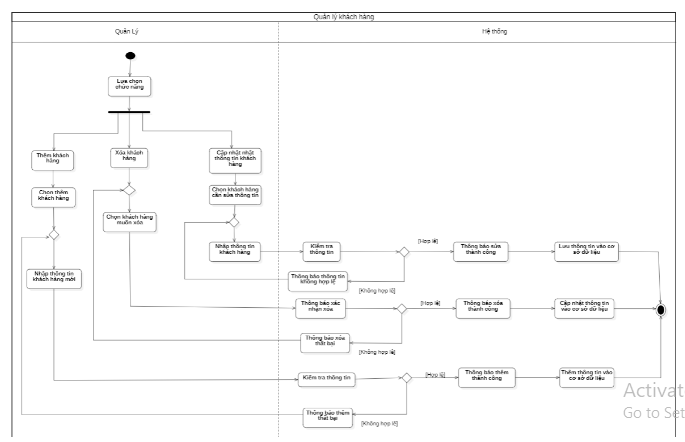 Quản lý khách hàng
Quản Lý
Hệ thống
Lựa chọn
chức năng
Thêm khách
hàng
Xóa khách
hàng
Cập nhật nhật
thông tin khách
hàng
Chọn thêm
khách hàng
Chọn khách hàng
muốn xóa
Chọn khách hàng
cần sửa thông tin
Nhập thông tin
khách hàng
Kiểm tra
thông tin
[Hợp lệ]
Thông báo sửa
thành công
Lưu thông tin vào cơ
sở dữ liệu
Nhập thông tin
khách hàng mới
Thông báo thông tin
không hợp lệ
[Không hợp lệ]
Thông báo xác
nhận xóa
[Hợp lệ]
Thông báo xóa
thành công
Cập nhật thông tin
vào cơ sở dữ liệu
Thông báo xóa
thất bại
[Không hợp lệ]
Kiểm tra thông tin
[Hợp lệ]
Thông báo thêm
thành công
Thêm thông tin vào
cơ sở dữ liệu
Thông báo thêm
thất bại
[Không hợp lệ]
Activat
Go to Set